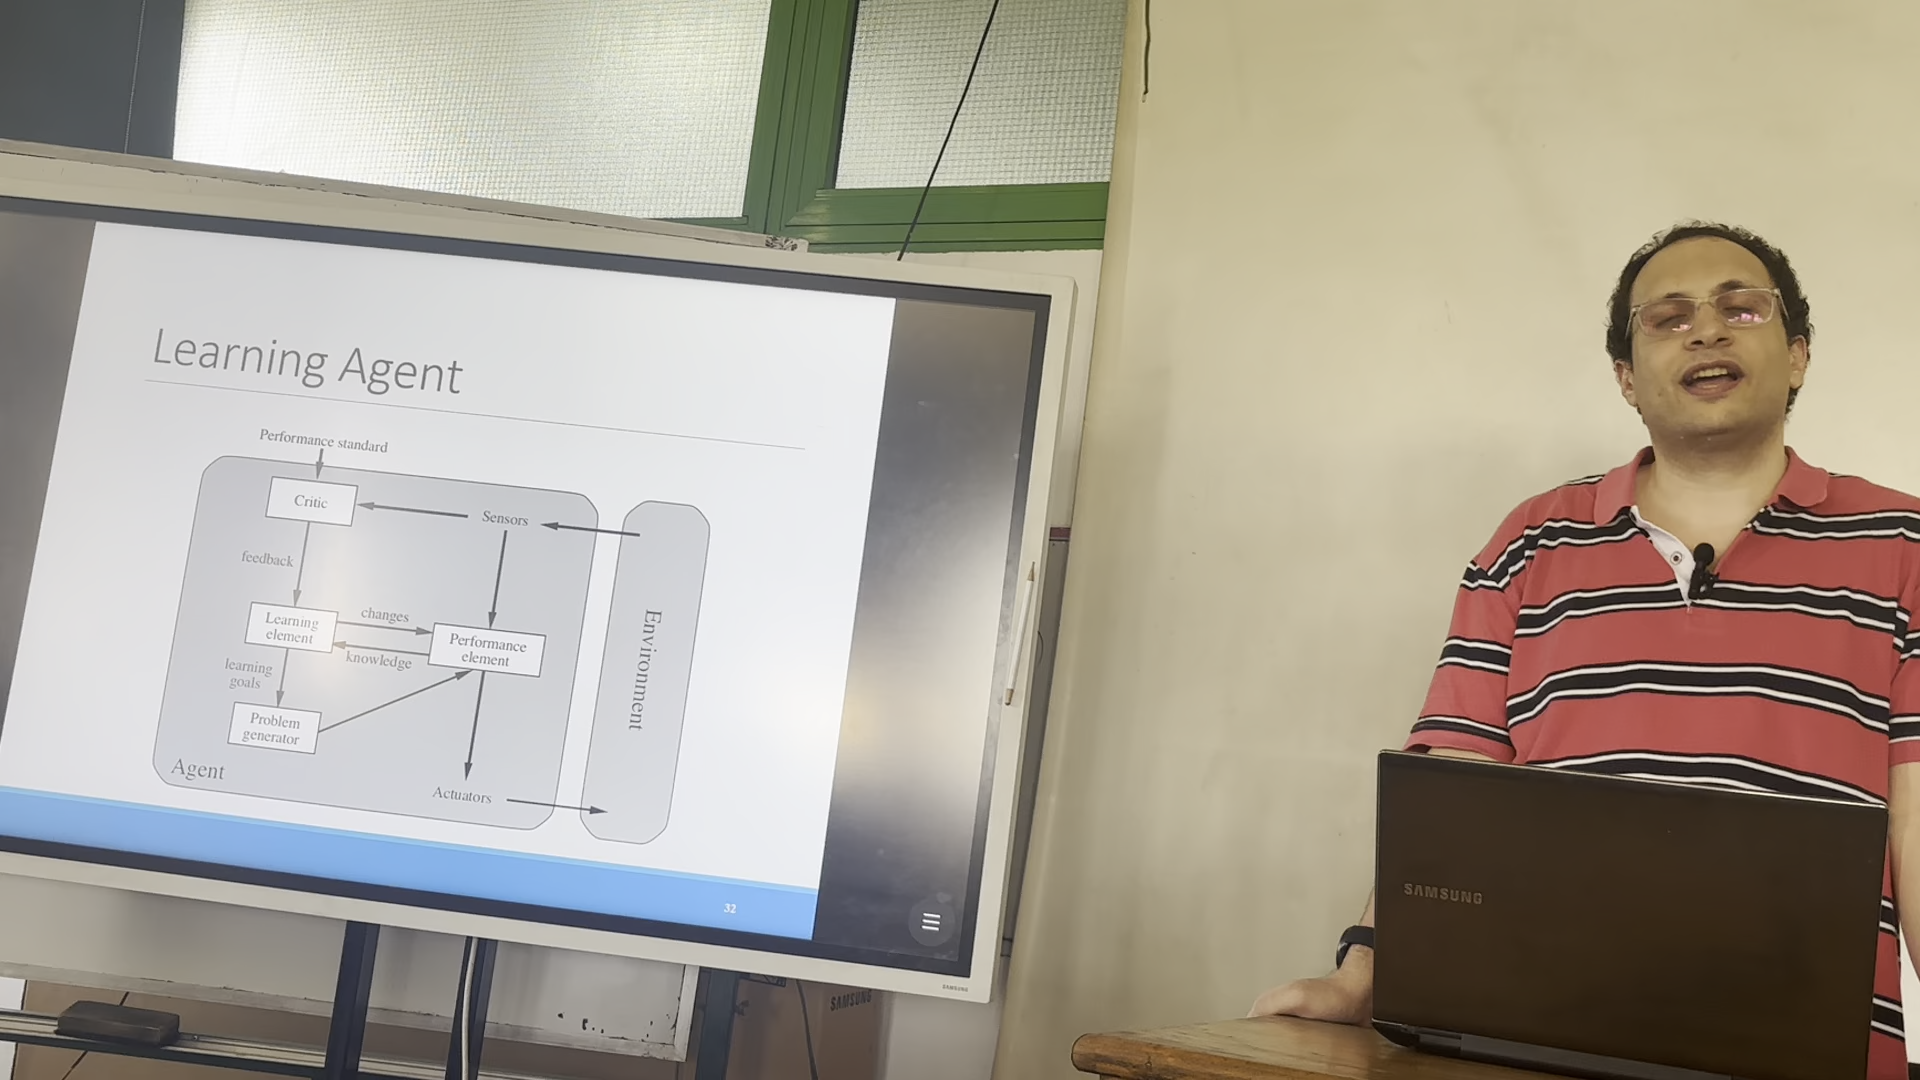 Learning Agent
Performance standard
Critic
Sensors
feedback
Learning
element
changes
knowledge
Performance
element
learning
goals
Problem
generator
Agent
Actuators
Environment
32
SAMSUNG
SAMSUNG
SAMSUNG